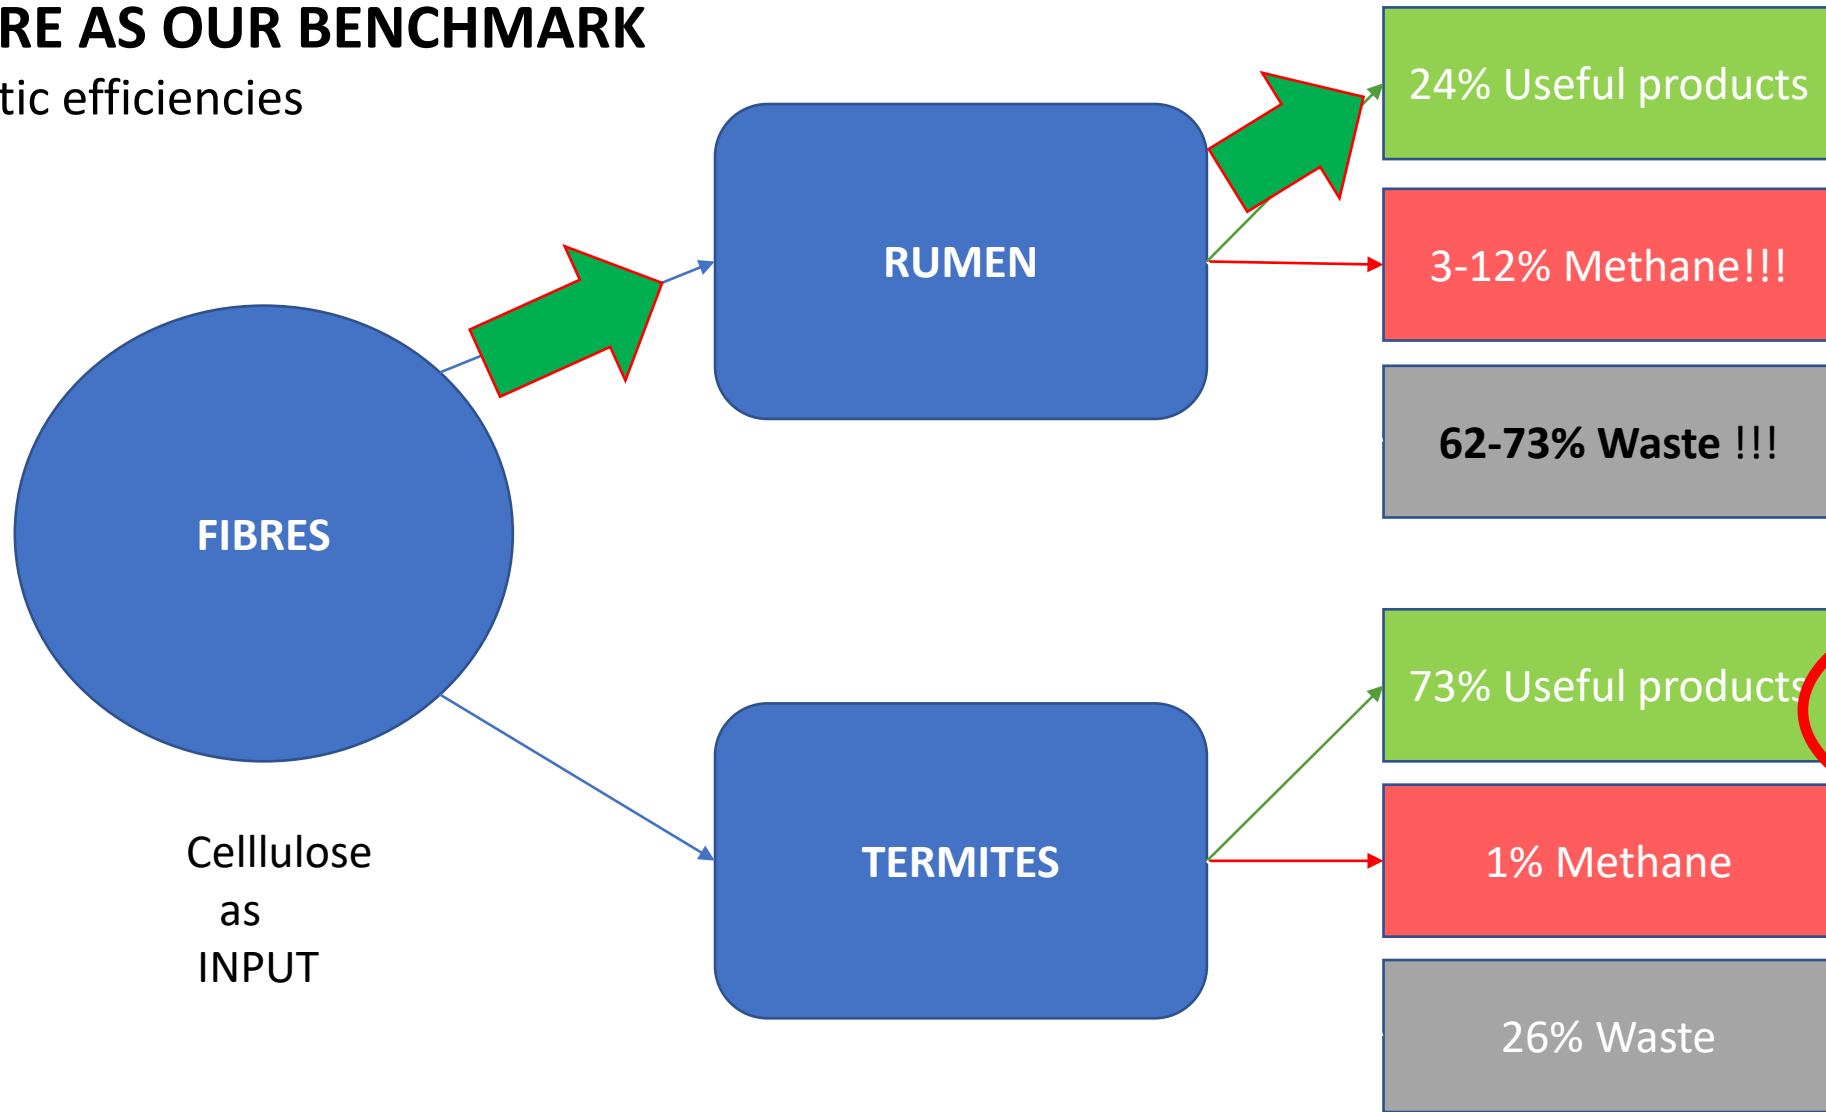 RE AS OUR BENCHMARK
tic efficiencies
24% Useful products
3-12% Methane!!!
62-73% Waste !!!
RUMEN
FIBRES
Celllulose
as
INPUT
TERMITES
73% Useful products
1% Methane
26% Waste